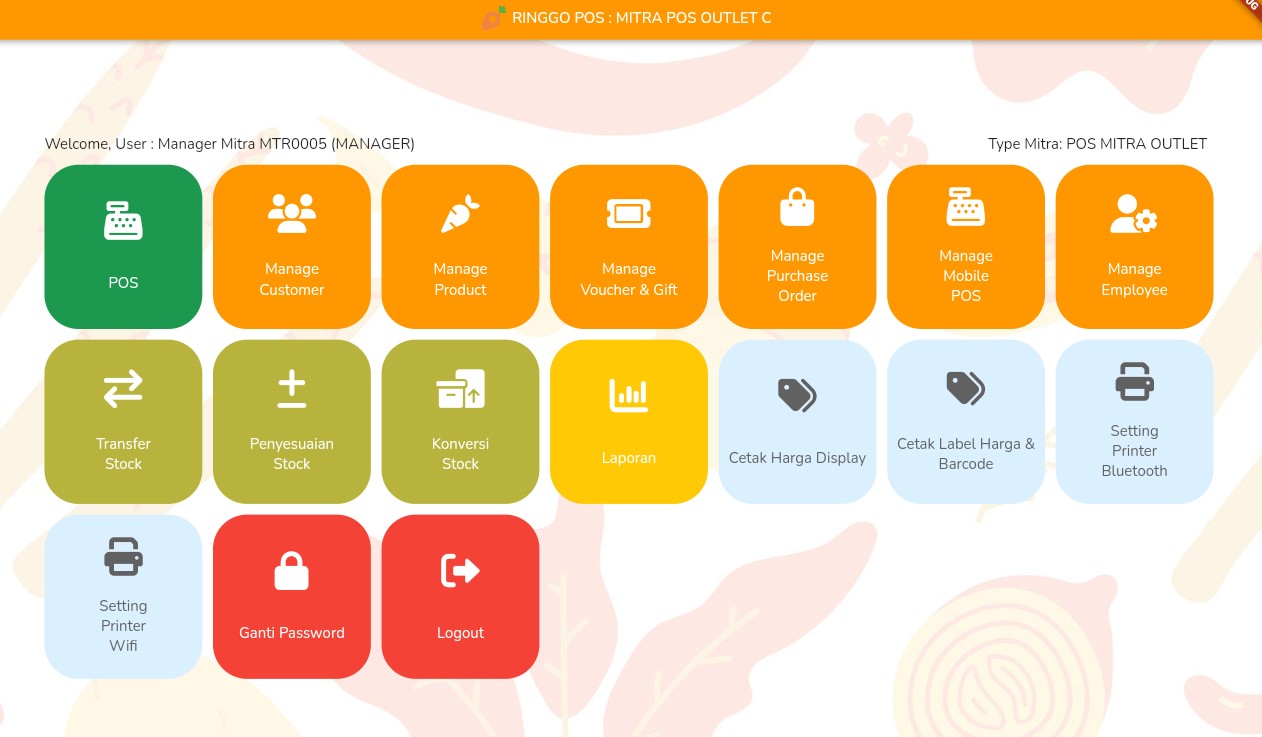 RINGGO POS : MITRA POS OUTLET C
Welcome, User : Manager Mitra MTR0005 (MANAGER)
Type Mitra: POS MITRA OUTLET
POS
Manage
Customer
Manage
Product
Manage
Voucher & Gift
Manage
Purchase
Order
Manage
Mobile
POS
Manage
Employee
Transfer
Stock
Penyesuaian
Stock
Konversi
Stock
Laporan
Cetak Harga Display
Cetak Label Harga &
Barcode
Setting
Printer
Bluetooth
Setting
Printer
Wifi
Ganti Password
Logout